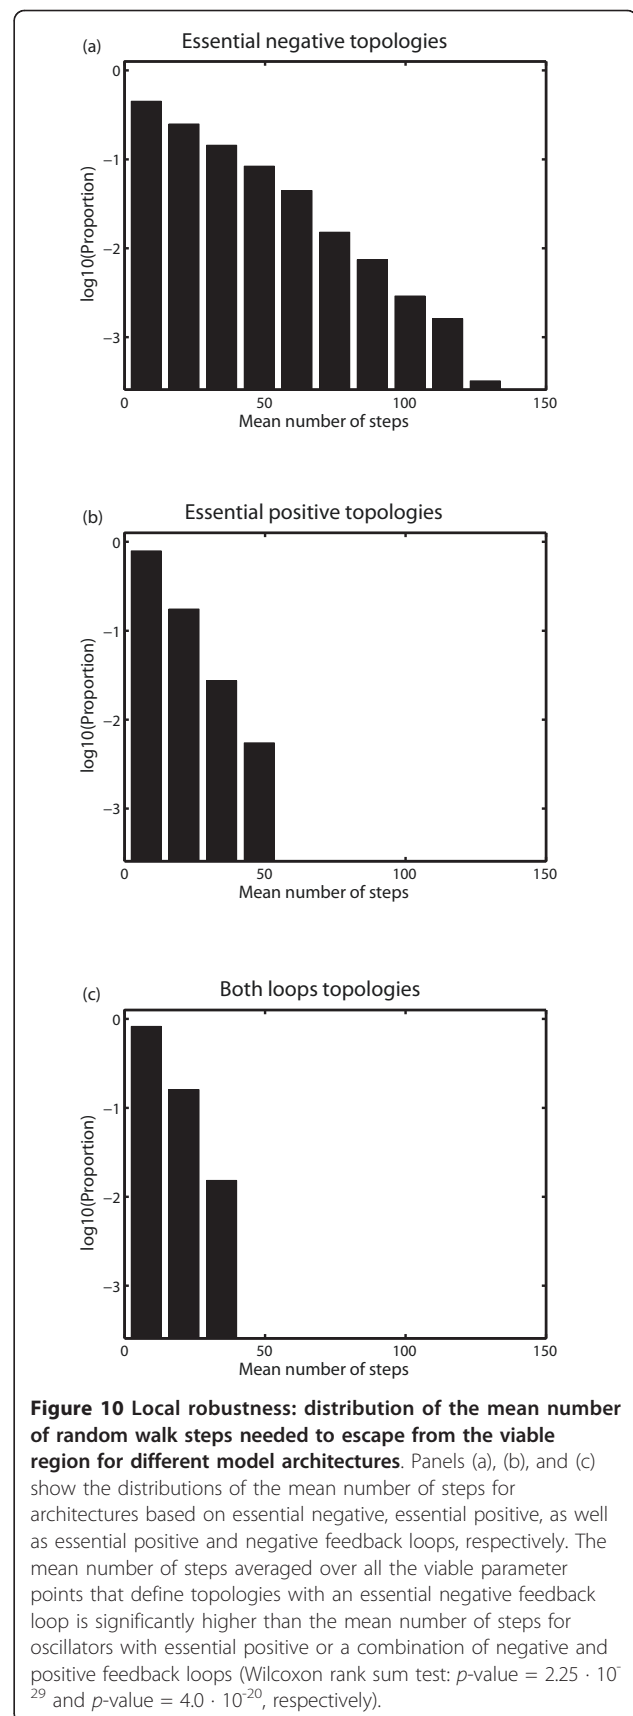 (a)
Essential negative topologies
0
−1
−2
−3
log10(Proportion)
0 50 100 150
Mean number of steps
(b)
Essential positive topologies
0
−1
−2
−3
log10(Proportion)
0 50 100 150
Mean number of steps
(c)
Both loops topologies
0
−1
−2
−3
log10(Proportion)
0 50 100 150
Mean number of steps
Figure 10 Local robustness: distribution of the mean number
of random walk steps needed to escape from the viable
region for different model architectures. Panels (a), (b), and (c)
show the distributions of the mean number of steps for
architectures based on essential negative, essential positive, as well
as essential positive and negative feedback loops, respectively. The
mean number of steps averaged over all the viable parameter
points that define topologies with an essential negative feedback
loop is significantly higher than the mean number of steps for
oscillators with essential positive or a combination of negative and
positive feedback loops (Wilcoxon rank sum test: p-value = 2.25 · 10-
29 and p-value = 4.0 · 10-20, respectively).